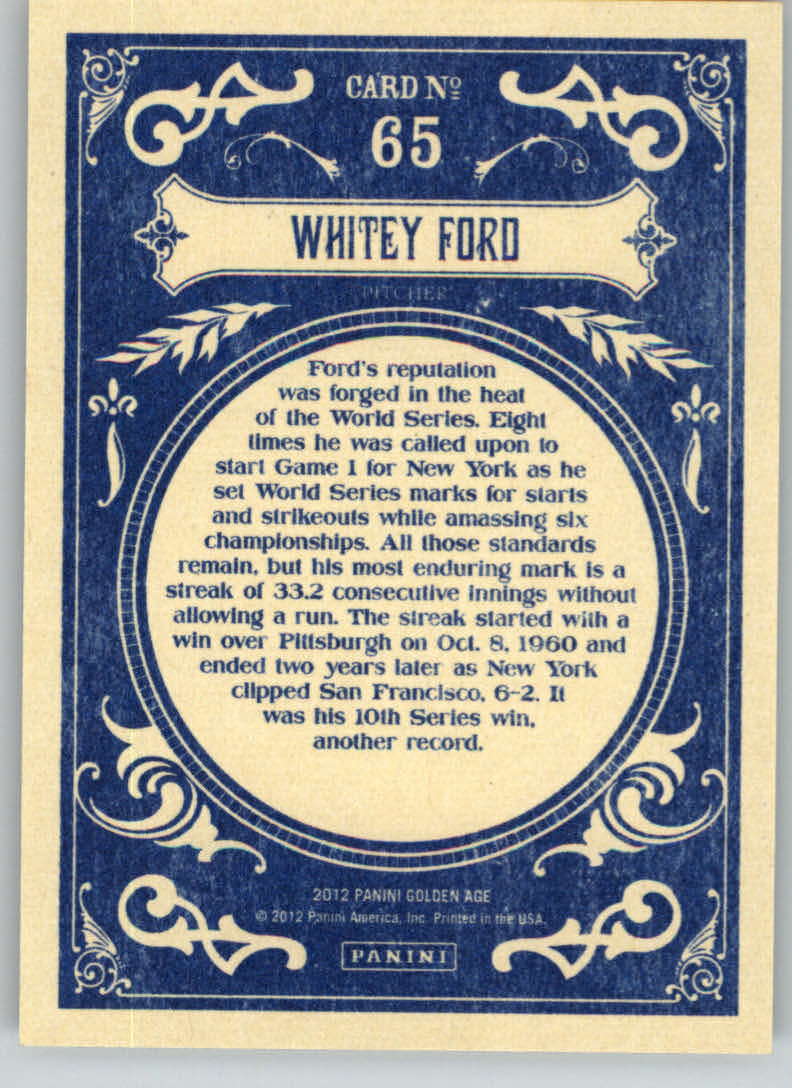 CARD Nº
65
WHITEY FORD
PITCHER
Ford's reputation
was forged in the heat
of the World Series. Eight
times he was called upon to
start Game 1 for New York as he
set World Series marks for starts
and strikeouts while amassing six
championships. All those standards
remain, but his most enduring mark is a
streak of 33.2 consecutive innings without
allowing a run. The streak started with a
win over Pittsburgh on Oct. 8, 1960 and
ended two years later as New York
clipped San Francisco, 6-2. It
was his 10th Series win,
another record.
2012 PANINI GOLDEN AGE
© 2012 Panini America, Inc. Printed in the USA.
PANINI